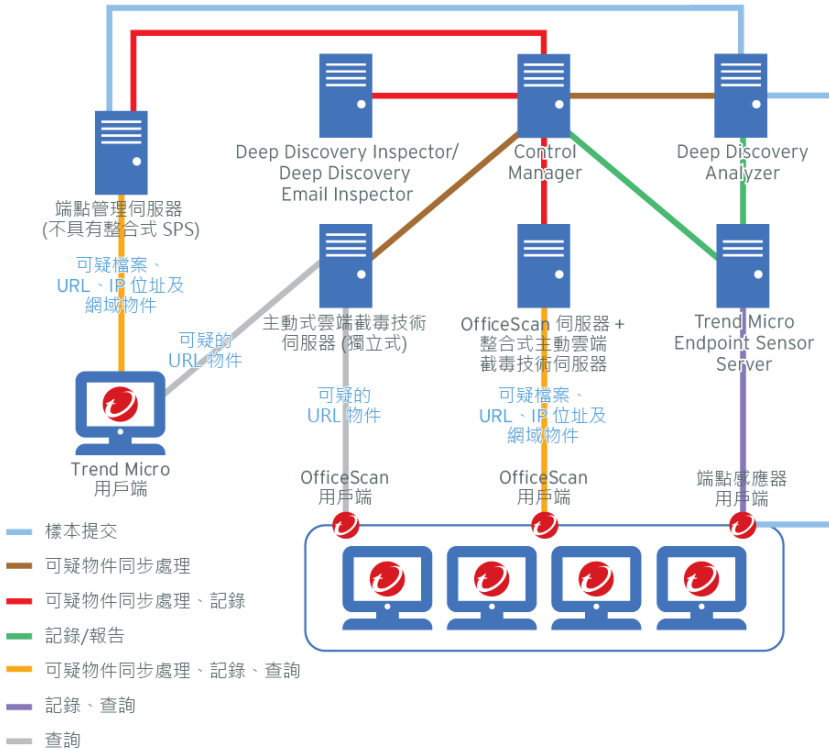 Deep Discovery Inspector/
Deep Discovery
Email Inspector
Control
Manager
Deep Discovery
Analyzer
端點管理伺服器
(不具有整合式 SPS)
可疑檔案、
URL、IP 位址及
網域物件
可疑的
URL 物件
主動式雲端截毒技術
伺服器 (獨立式)
OfficeScan 伺服器 +
整合式主動雲端
截毒技術伺服器
Trend Micro
Endpoint Sensor
Server
可疑的
URL 物件
可疑檔案、
URL、IP 位址及
網域物件
Trend Micro
用戶端
OfficeScan
用戶端
OfficeScan
用戶端
端點感應器
用戶端
樣本提交
可疑物件同步處理
可疑物件同步處理、記錄
記錄/報告
可疑物件同步處理、記錄、查詢
記錄、查詢
查詢